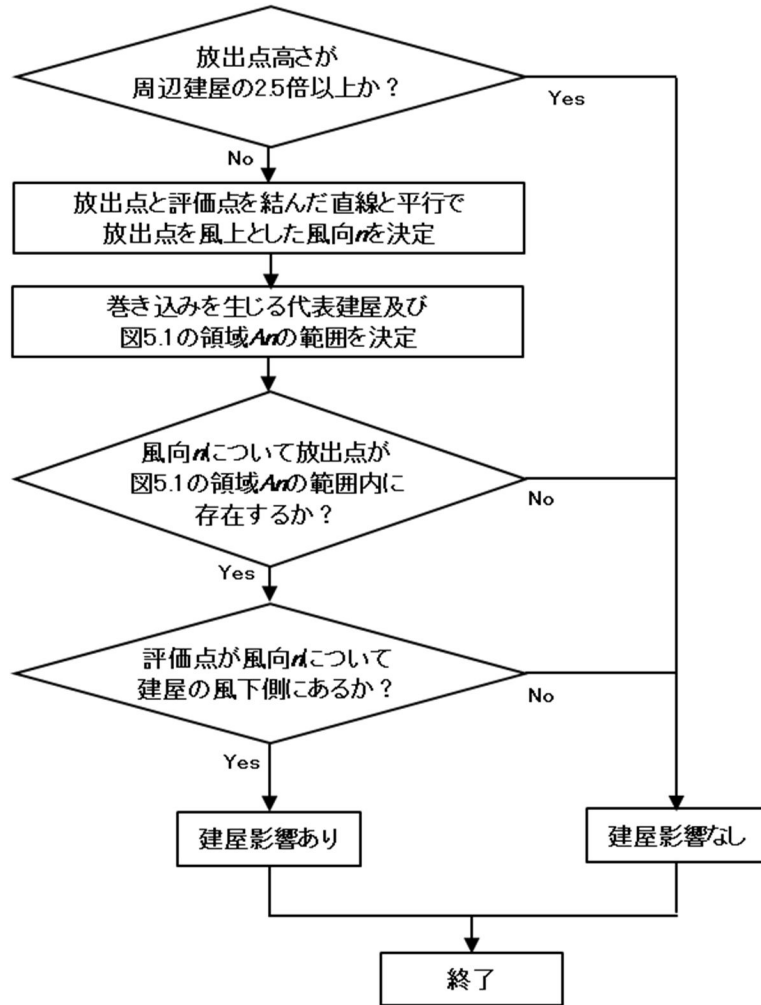 放出点高さが
周辺建屋の2.5倍以上か？
Yes
No
放出点と評価点を結んだ直線と平行で
放出点を風上とした風向nを決定
巻き込みを生じる代表建屋及び
図5.1の領域Anの範囲を決定
風向nについて放出点が
図5.1の領域Anの範囲内に
存在するか？
No
Yes
評価点が風向nについて
建屋の風下側にあるか？
No
Yes
建屋影響あり
建屋影響なし
終了